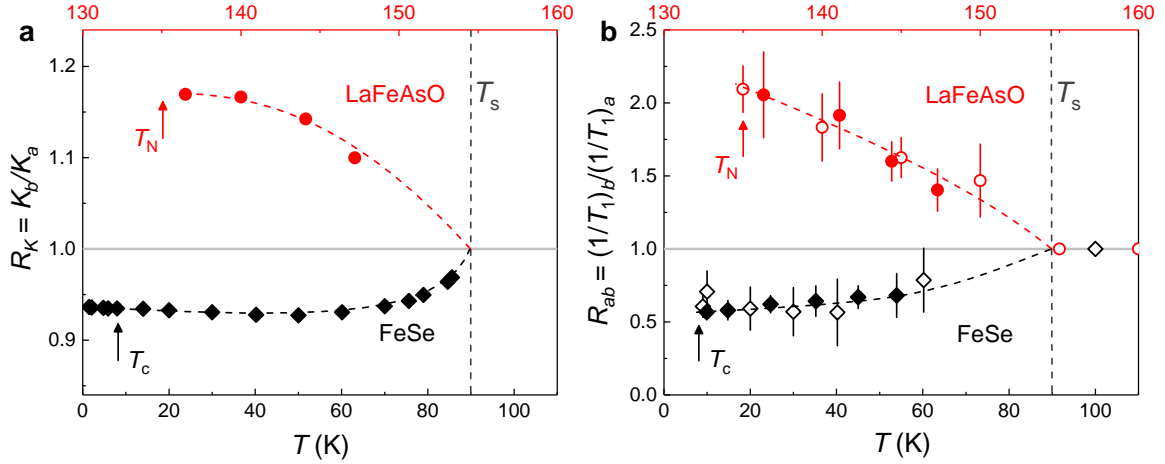 130 140 150 160
a
1.2
LaFeAsO
T_s
T_N
1.1
R_K = K_b/K_a
1.0
0.9
FeSe
T_c
0 20 40 60 80 100
T (K)
130 140 150 160
b
2.5
LaFeAsO
T_s
2.0
T_N
1.5
R_ab = (1/T_1)_b/(1/T_1)_a
1.0
0.5
FeSe
T_c
0.0
0 20 40 60 80 100
T (K)